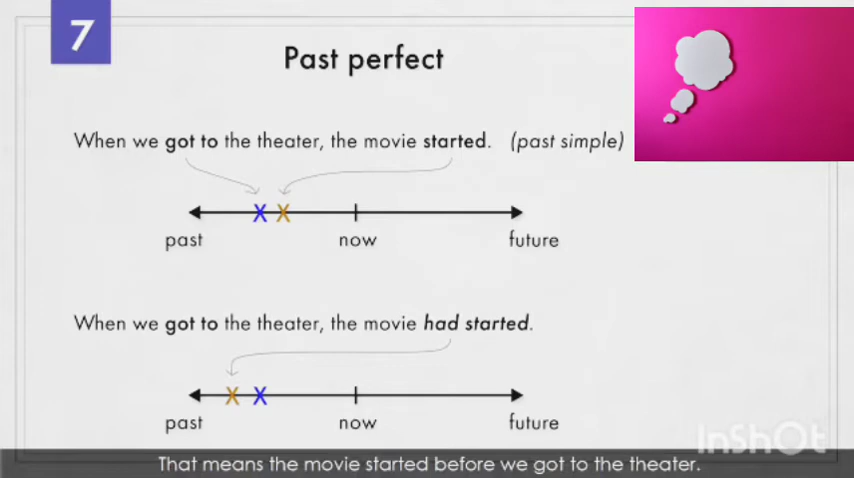 7
Past perfect
When we got to the theater, the movie started. (past simple)
X X
past now future
When we got to the theater, the movie had started.
X X
past now future
InShOt
That means the movie started before we got to the theater.